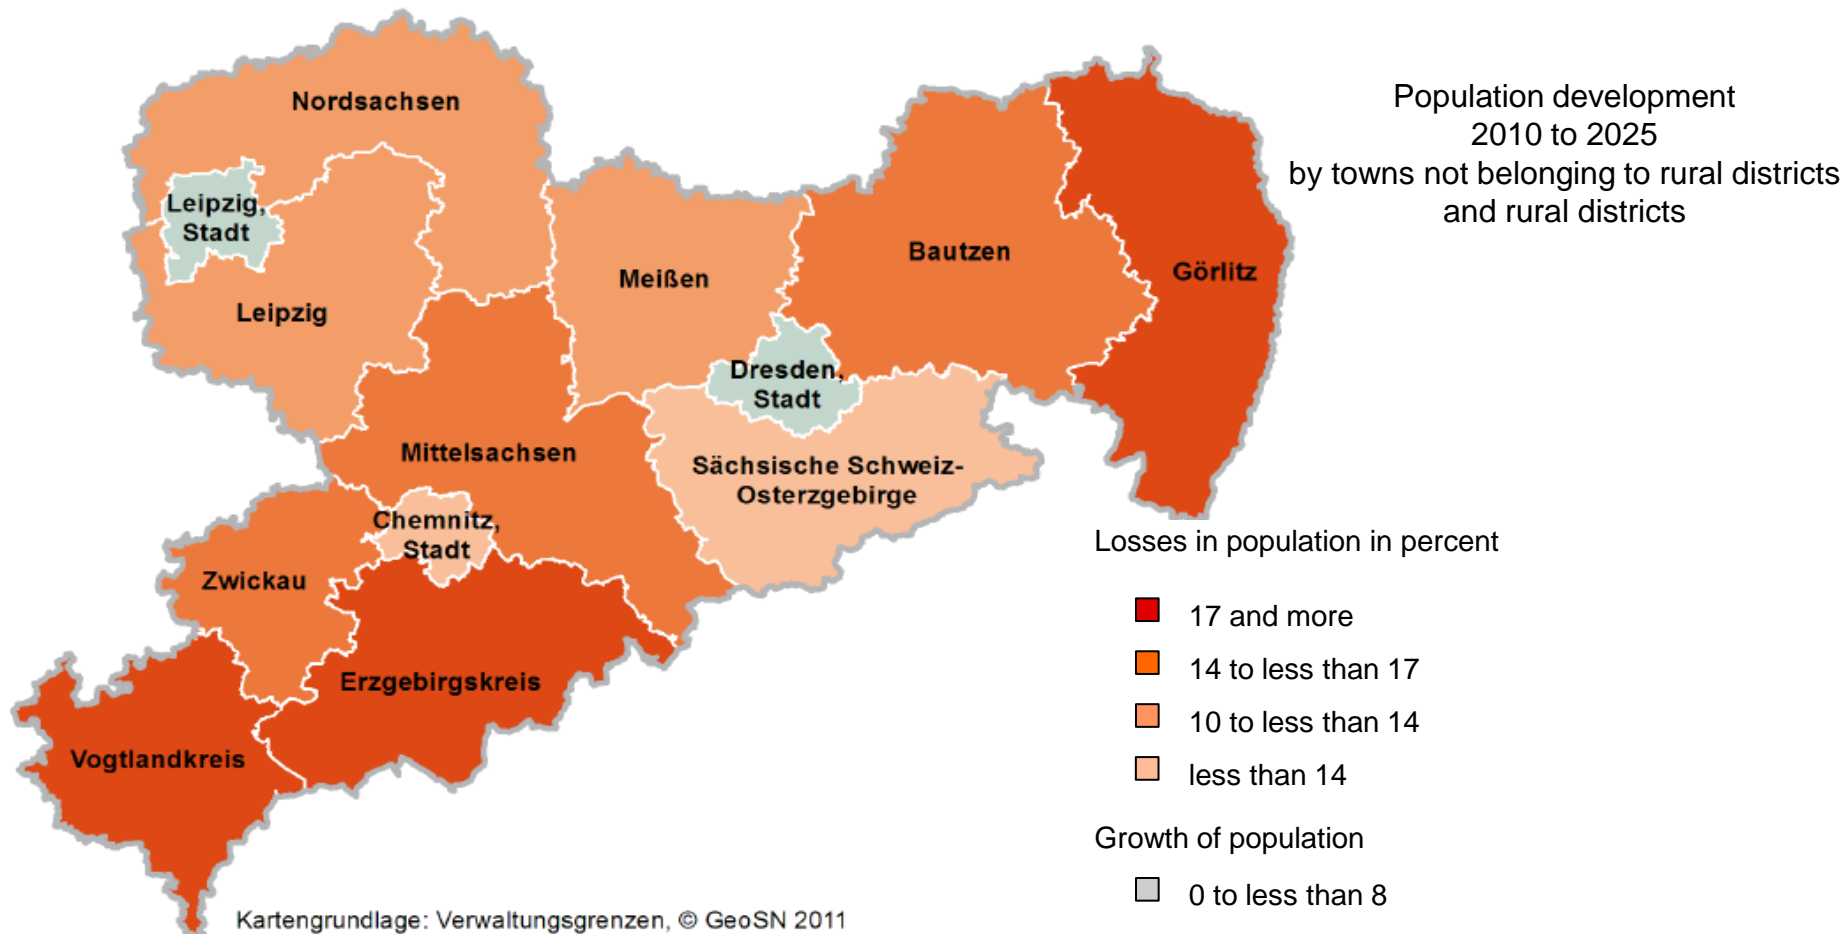 Population development
2010 to 2025
by towns not belonging to rural districts
and rural districts
Nordsachsen
Leipzig,
Stadt
Leipzig
Meißen
Bautzen
Görlitz
Dresden,
Stadt
Mittelsachsen
Sächsische Schweiz-
Osterzgebirge
Chemnitz,
Stadt
Zwickau
Erzgebirgskreis
Vogtlandkreis
Losses in population in percent
17 and more
14 to less than 17
10 to less than 14
less than 14
Growth of population
0 to less than 8
Kartengrundlage: Verwaltungsgrenzen, © GeoSN 2011